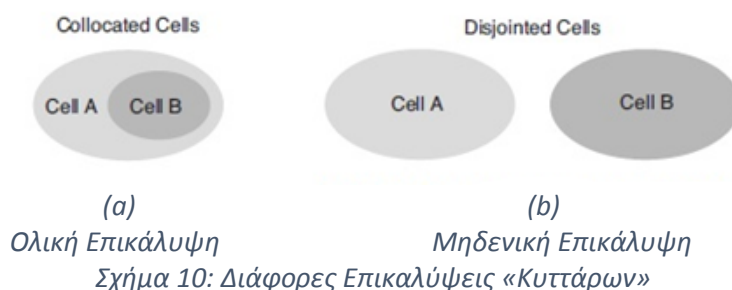 Collocated Cells
Disjointed Cells
Cell A
Cell B
Cell A
Cell B
(a)
(b)
Ολική Επικάλυψη
Μηδενική Επικάλυψη
Σχήμα 10: Διάφορες Επικαλύψεις «Κυττάρων»